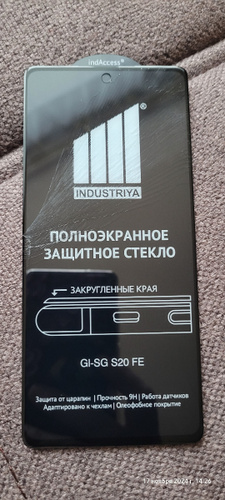 indAccess®
®
INDUSTRIYA
ПОЛНОЭКРАННОЕ
ЗАЩИТНОЕ СТЕКЛО
ЗАКРУГЛЕННЫЕ КРАЯ
GI-SG S20 FE
Защита от царапин | Прочность 9H | Работа датчиков
Адаптировано к чехлам | Олеофобное покрытие